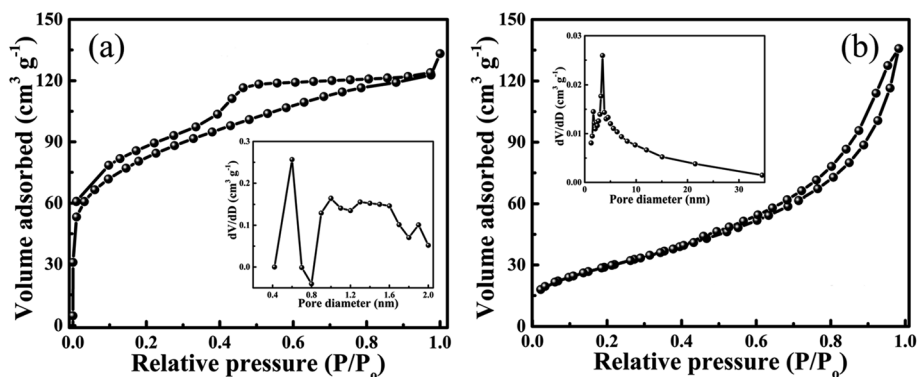 (a)
Volume adsorbed (cm³ g⁻¹)
150
120
90
60
30
0
0.0 0.2 0.4 0.6 0.8 1.0
Relative pressure (P/Pₒ)
dV/dD (cm³ g⁻¹)
0.3
0.2
0.1
0.0
0.4 0.8 1.2 1.6 2.0
Pore diameter (nm)
(b)
Volume adsorbed (cm³ g⁻¹)
150
120
90
60
30
0
0.0 0.2 0.4 0.6 0.8 1.0
Relative pressure (P/Pₒ)
dV/dD (cm³ g⁻¹)
0.03
0.02
0.01
0.00
0 10 20 30
Pore diameter (nm)